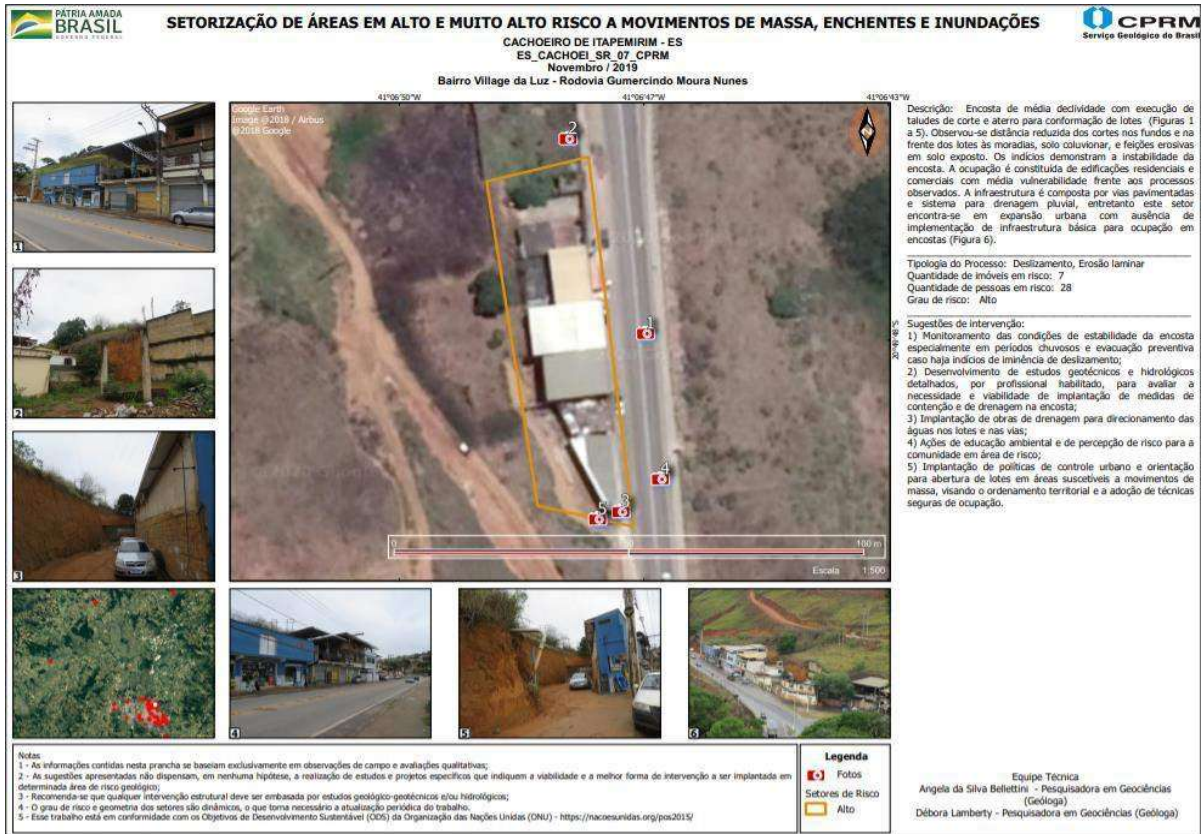 PÁTRIA AMADA
BRASIL
GOVERNO FEDERAL
SETORIZAÇÃO DE ÁREAS EM ALTO E MUITO ALTO RISCO A MOVIMENTOS DE MASSA, ENCHENTES E INUNDAÇÕES
CPRM
Serviço Geológico do Brasil
CACHOEIRO DE ITAPEMIRIM - ES
ES_CACHOEI_SR_07_CPRM
Novembro / 2019
Bairro Village da Luz - Rodovia Gumercindo Moura Nunes
41°06'50"W
41°06'47"W
41°06'43"W
Google Earth
Image @2018 / Airbus
@2018 Google
N
2
1
4
3
5
20°49'48"S
0
50
100 m
Escala 1:500
1
2
3
4
5
6
Descrição: Encosta de média declividade com execução de
taludes de corte e aterro para conformação de lotes (Figuras 1
a 5). Observou-se distância reduzida dos cortes nos fundos e na
frente dos lotes às moradias, solo coluvionar, e feições erosivas
em solo exposto. Os indícios demonstram a instabilidade da
encosta. A ocupação é constituída de edificações residenciais e
comerciais com média vulnerabilidade frente aos processos
observados. A infraestrutura é composta por vias pavimentadas
e sistema para drenagem pluvial, entretanto este setor
encontra-se em expansão urbana com ausência de
implementação de infraestrutura básica para ocupação em
encostas (Figura 6).
Tipologia do Processo: Deslizamento, Erosão laminar
Quantidade de imóveis em risco: 7
Quantidade de pessoas em risco: 28
Grau de risco: Alto
Sugestões de intervenção:
1) Monitoramento das condições de estabilidade da encosta
especialmente em períodos chuvosos e evacuação preventiva
caso haja indícios de iminência de deslizamento;
2) Desenvolvimento de estudos geotécnicos e hidrológicos
detalhados, por profissional habilitado, para avaliar a
necessidade e viabilidade de implantação de medidas de
contenção e de drenagem na encosta;
3) Implantação de obras de drenagem para direcionamento das
águas nos lotes e nas vias;
4) Ações de educação ambiental e de percepção de risco para a
comunidade em área de risco;
5) Implantação de políticas de controle urbano e orientação
para abertura de lotes em áreas suscetíveis a movimentos de
massa, visando o ordenamento territorial e a adoção de técnicas
seguras de ocupação.
Notas
1 - As informações contidas nesta prancha se baseiam exclusivamente em observações de campo e avaliações qualitativas;
2 - As sugestões apresentadas não dispensam, em nenhuma hipótese, a realização de estudos e projetos específicos que indiquem a viabilidade e a melhor forma de intervenção a ser implantada em
determinada área de risco geológico;
3 - Recomenda-se que qualquer intervenção estrutural deve ser embasada por estudos geológico-geotécnicos e/ou hidrológicos;
4 - O grau de risco e geometria dos setores são dinâmicos, o que torna necessário a atualização periódica do trabalho.
5 - Esse trabalho está em conformidade com os Objetivos de Desenvolvimento Sustentável (ODS) da Organização das Nações Unidas (ONU) - https://nacoesunidas.org/pos2015/
Legenda
Fotos
Setores de Risco
Alto
Equipe Técnica
Angela da Silva Bellettini - Pesquisadora em Geociências
(Geóloga)
Débora Lamberty - Pesquisadora em Geociências (Geóloga)